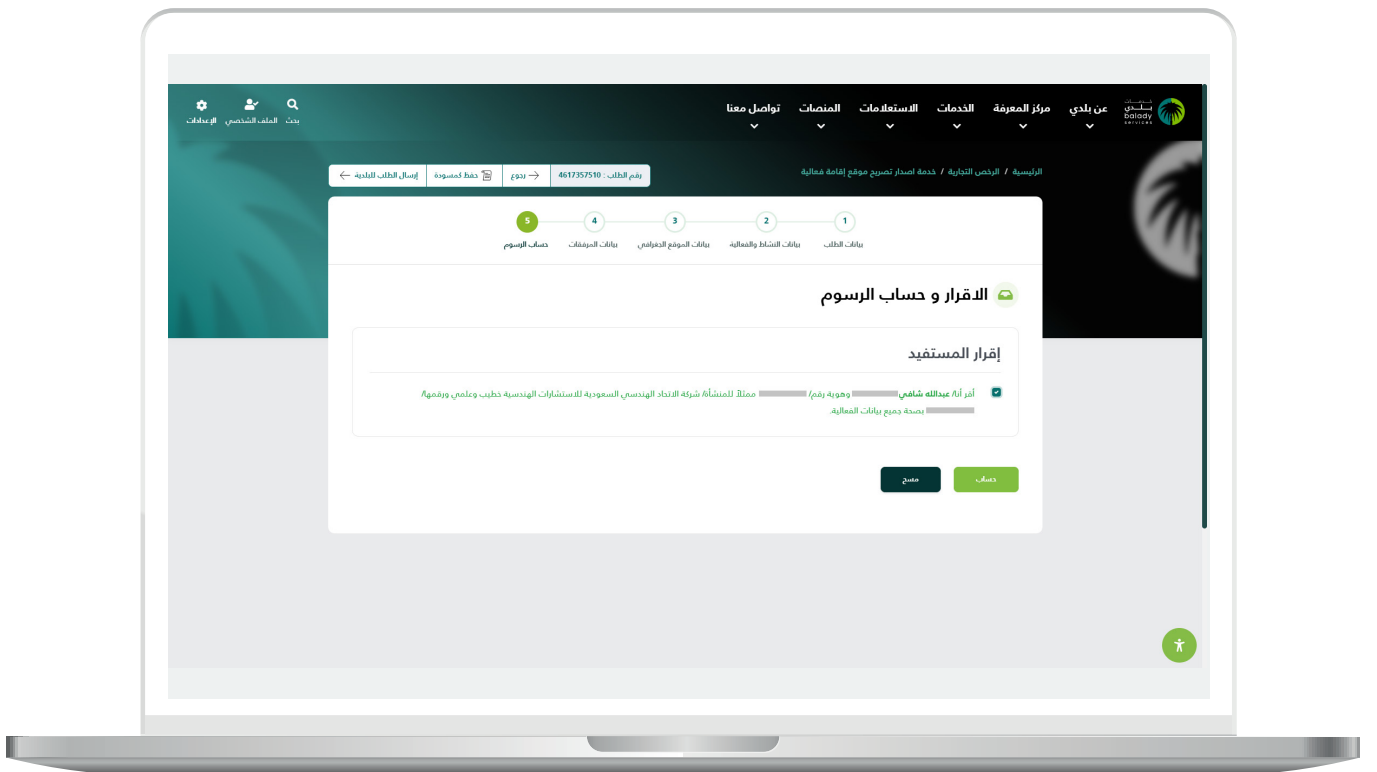 خدمات
بلدي
balady
services
عن بلدي
مركز المعرفة
الخدمات
الاستعلامات
المنصات
تواصل معنا
بحث
الملف الشخصي
الإعدادات
الرئيسية / الرخص التجارية / خدمة اصدار تصريح موقع إقامة فعالية
رقم الطلب : 4617357510
رجوع
حفظ كمسودة
إرسال الطلب للبلدية
1
2
3
4
5
بيانات الطلب
بيانات النشاط والفعالية
بيانات الموقع الجغرافي
بيانات المرفقات
حساب الرسوم
الاقرار و حساب الرسوم
إقرار المستفيد
أقر أنا/ عبدالله شافي وهوية رقم/ ممثلاً للمنشأة/ شركة الاتحاد الهندسي السعودية للاستشارات الهندسية خطيب وعلمي ورقمها/
بصحة جميع بيانات الفعالية.
حساب
مسح